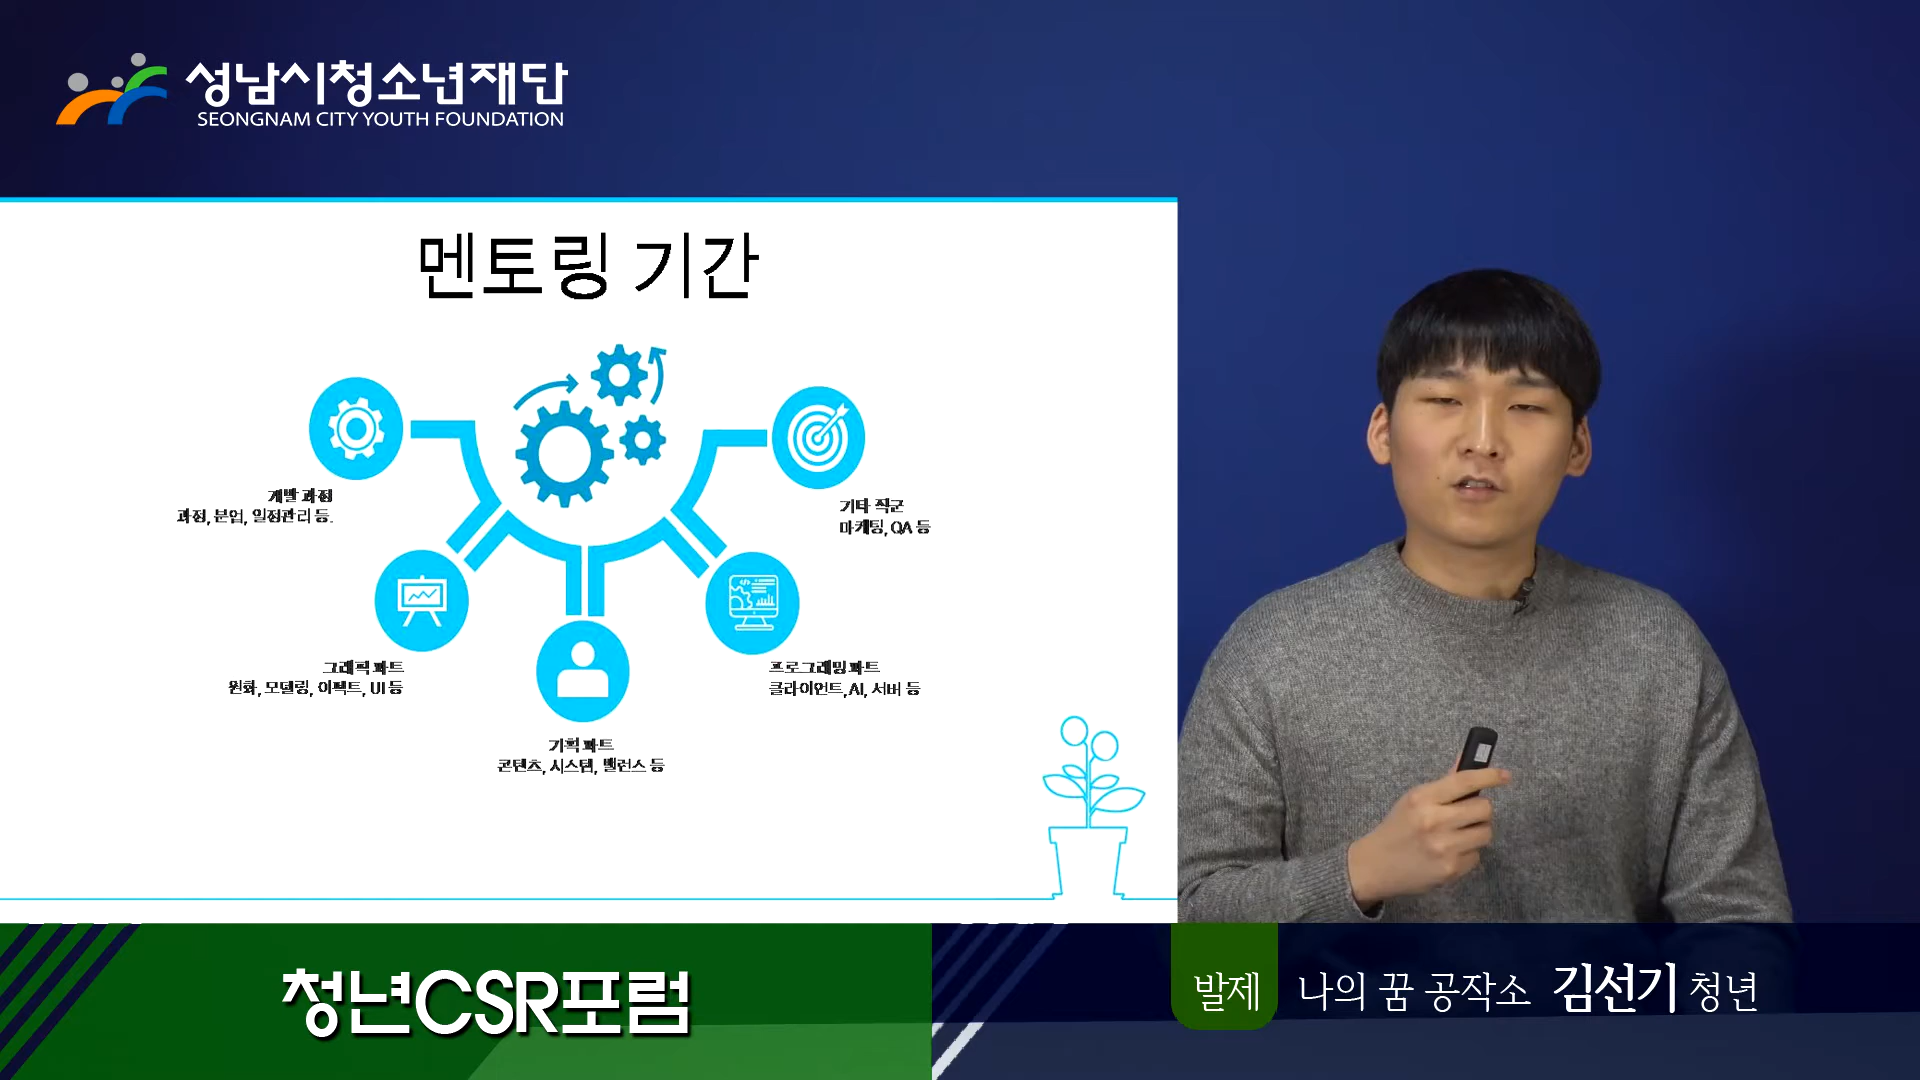 성남시청소년재단
SEONGNAM CITY YOUTH FOUNDATION
멘토링 기간
개발 과정
과정, 분업, 일정관리 등.
기타 직군
마케팅, QA 등
그래픽 파트
원화, 모델링, 이펙트, UI 등
프로그래밍 파트
클라이언트, AI, 서버 등
기획 파트
콘텐츠, 시스템, 밸런스 등
청년CSR포럼
발제 나의 꿈 공작소 김선기 청년